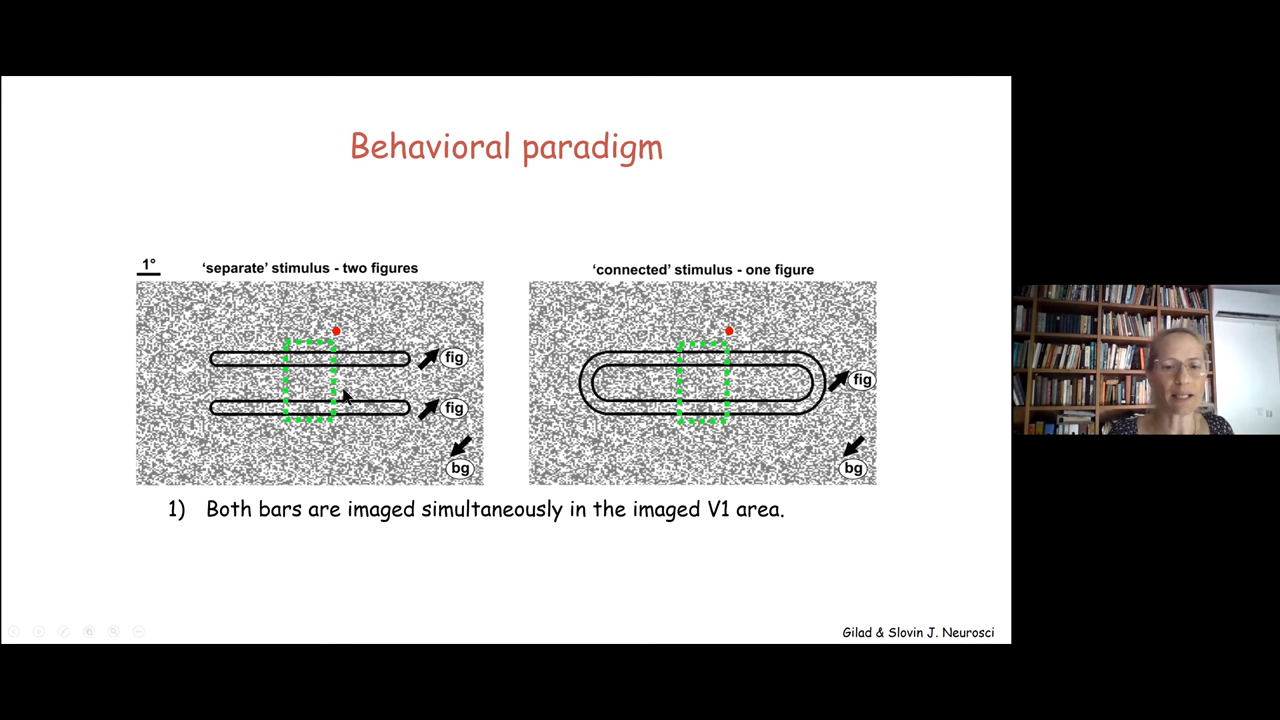 Behavioral paradigm
1°
‘separate’ stimulus - two figures
fig
fig
bg
‘connected’ stimulus - one figure
fig
bg
1) Both bars are imaged simultaneously in the imaged V1 area.
Gilad & Slovin J. Neurosci